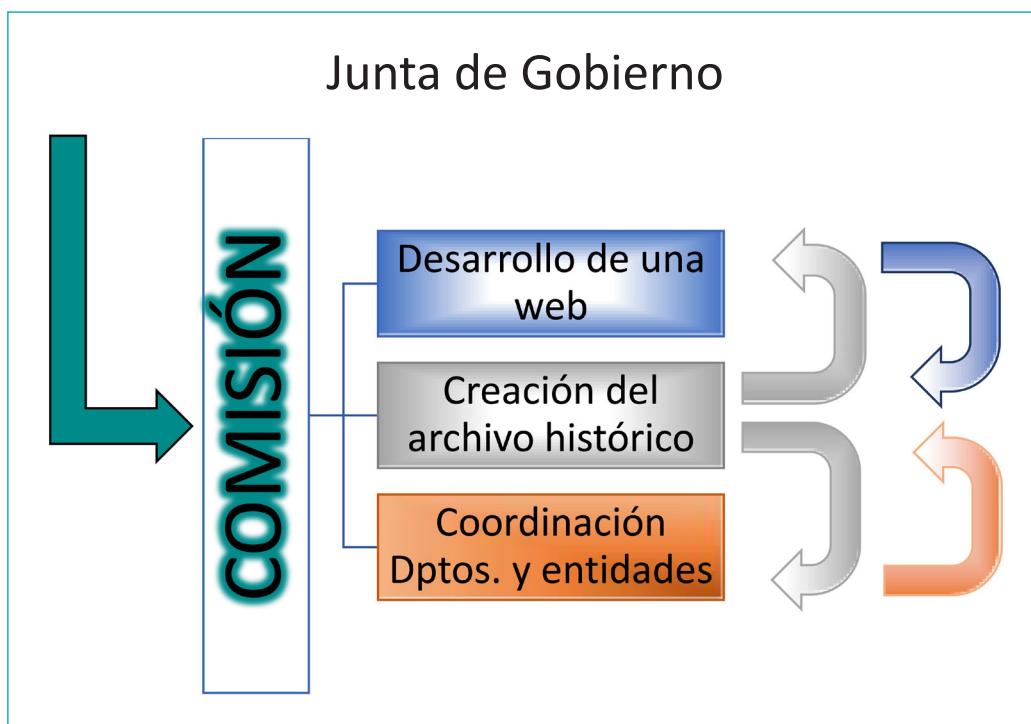 Junta de Gobierno
COMISIÓN
Desarrollo de una
web
Creación del
archivo histórico
Coordinación
Dptos. y entidades